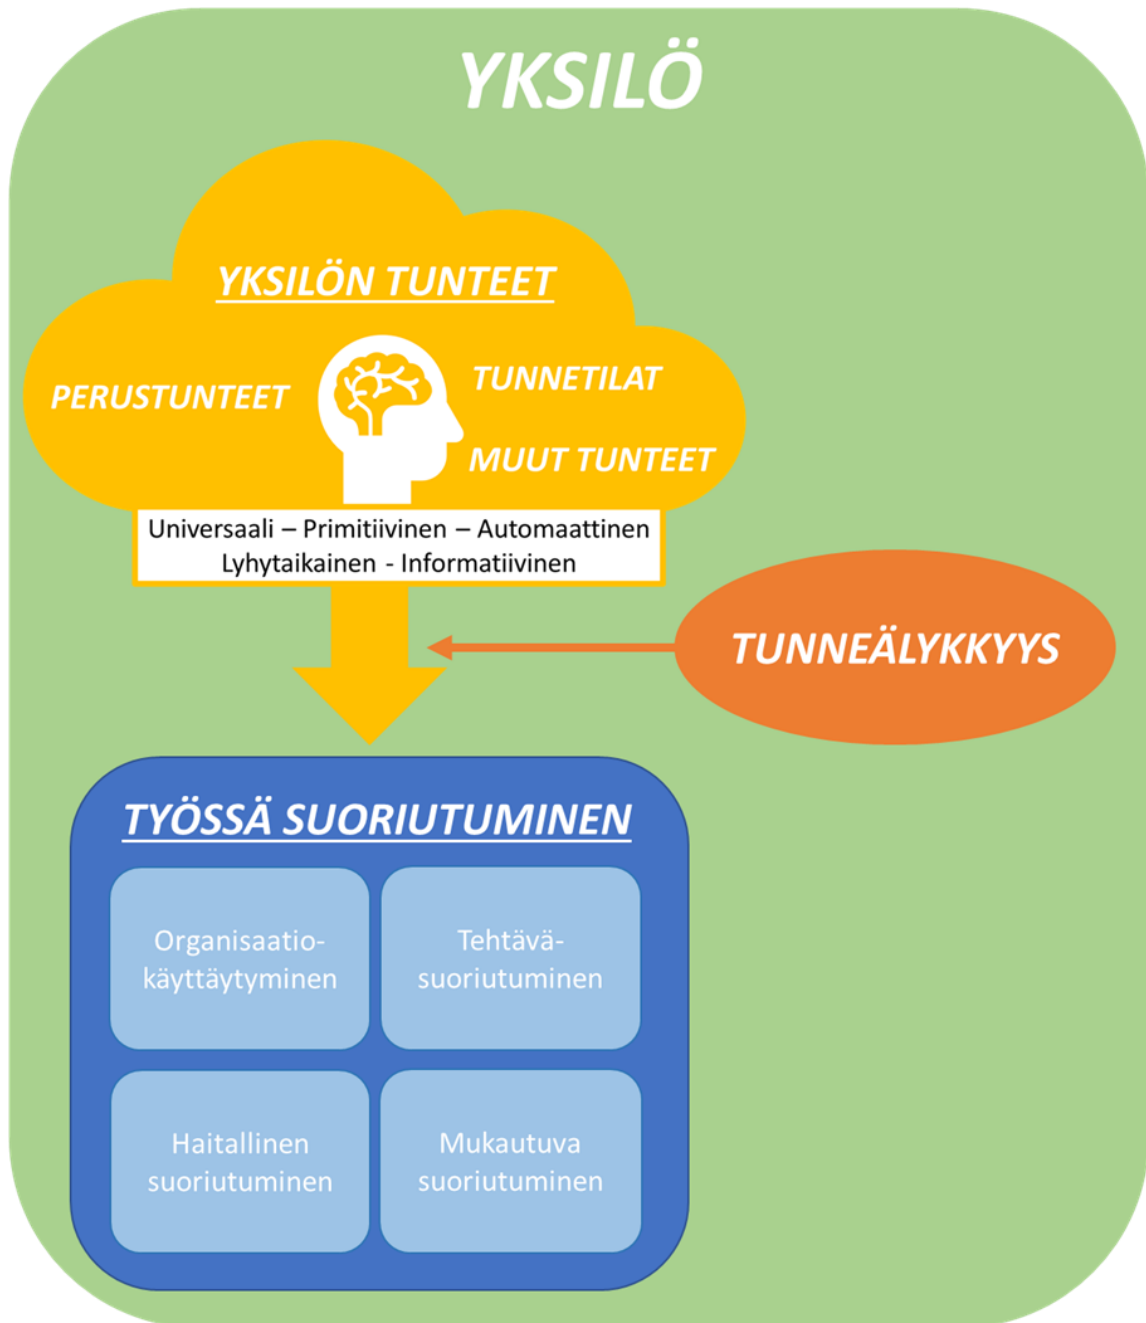 YKSILÖ
YKSILÖN TUNTEET
PERUSTUNTEET
TUNNETILAT
MUUT TUNTEET
Universaali – Primitiivinen – Automaattinen
Lyhytaikainen - Informatiivinen
TUNNEÄLYKKYYS
TYÖSSÄ SUORIUTUMINEN
Organisaatio-
käyttäytyminen
Tehtävä-
suoriutuminen
Haitallinen
suoriutuminen
Mukautuva
suoriutuminen